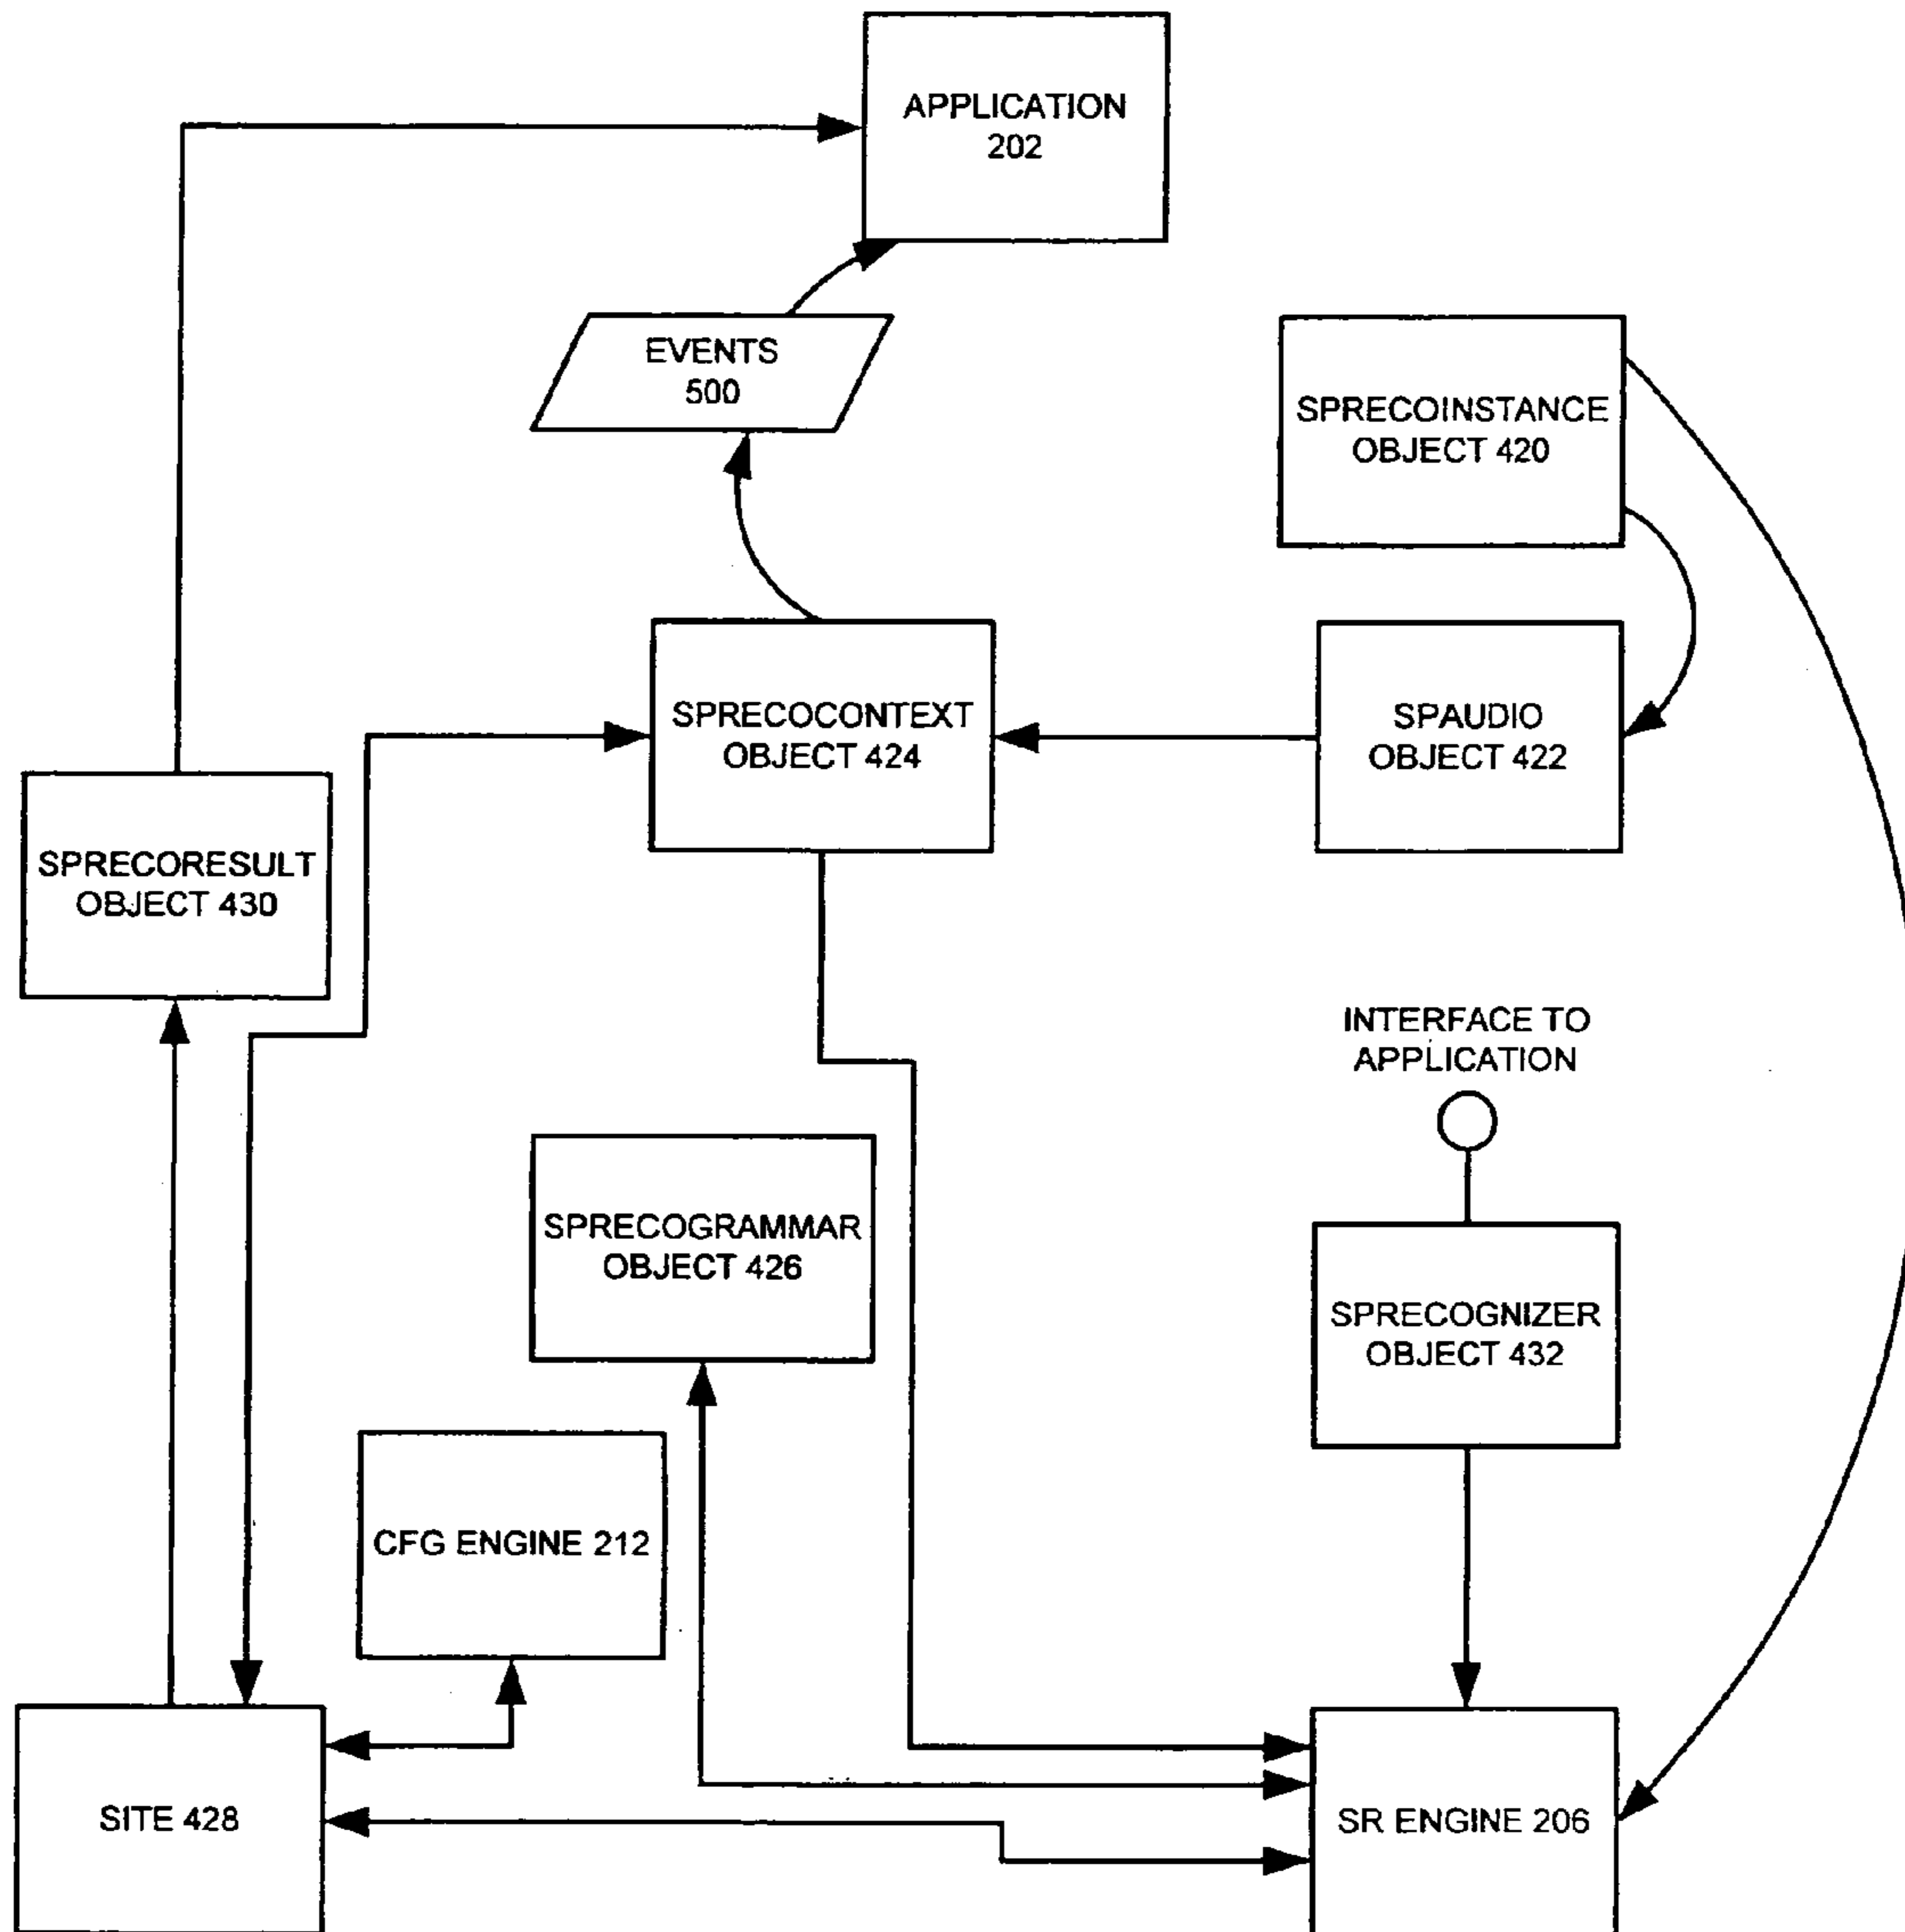 APPLICATION
202
EVENTS
500
SPRECOINSTANCE
OBJECT 420
SPRECOCONTEXT
OBJECT 424
SPAUDIO
OBJECT 422
SPRECORESULT
OBJECT 430
INTERFACE TO
APPLICATION
SPRECOGRAMMAR
OBJECT 426
SPRECOGNIZER
OBJECT 432
CFG ENGINE 212
SITE 428
SR ENGINE 206